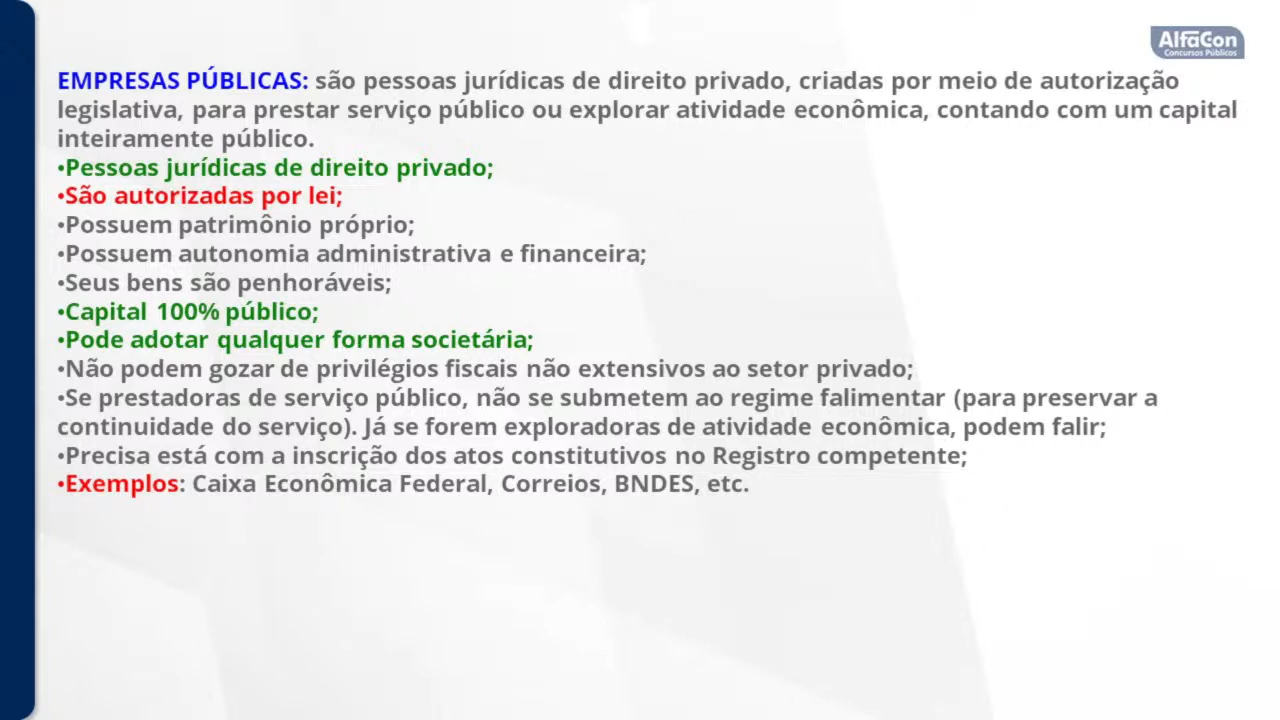 AlfaCon
Concursos Públicos
EMPRESAS PÚBLICAS: são pessoas jurídicas de direito privado, criadas por meio de autorização
legislativa, para prestar serviço público ou explorar atividade econômica, contando com um capital
inteiramente público.
•Pessoas jurídicas de direito privado;
•São autorizadas por lei;
•Possuem patrimônio próprio;
•Possuem autonomia administrativa e financeira;
•Seus bens são penhoráveis;
•Capital 100% público;
•Pode adotar qualquer forma societária;
•Não podem gozar de privilégios fiscais não extensivos ao setor privado;
•Se prestadoras de serviço público, não se submetem ao regime falimentar (para preservar a
continuidade do serviço). Já se forem exploradoras de atividade econômica, podem falir;
•Precisa está com a inscrição dos atos constitutivos no Registro competente;
•Exemplos: Caixa Econômica Federal, Correios, BNDES, etc.